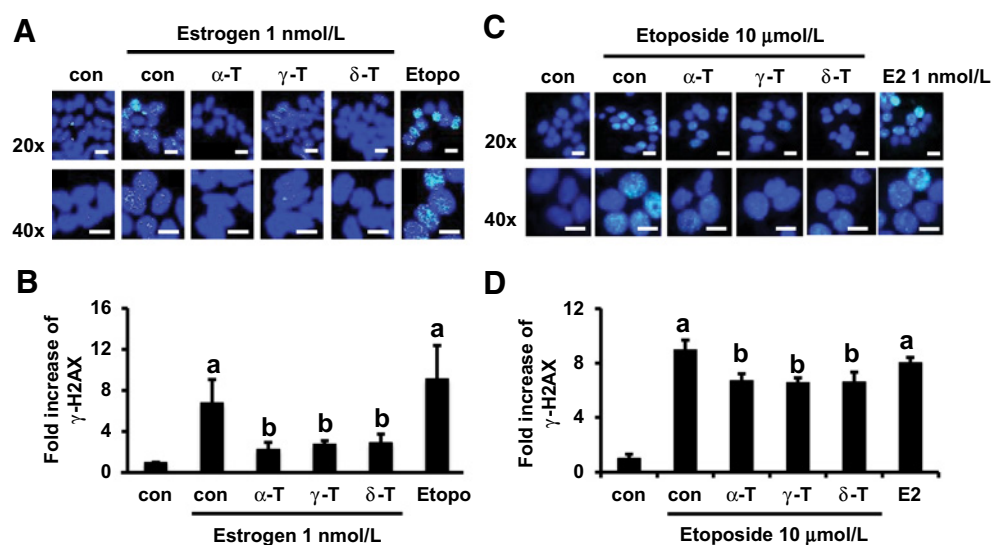 A
Estrogen 1 nmol/L
con con α-T γ-T δ-T Etopo
20x
40x
C
Etoposide 10 μmol/L
con con α-T γ-T δ-T E2 1 nmol/L
20x
40x
B
Fold increase of
γ-H2AX
16
12
8
4
0
a b b b a
con con α-T γ-T δ-T Etopo
Estrogen 1 nmol/L
D
Fold increase of
γ-H2AX
12
8
4
0
a b b b a
con con α-T γ-T δ-T E2
Etoposide 10 μmol/L